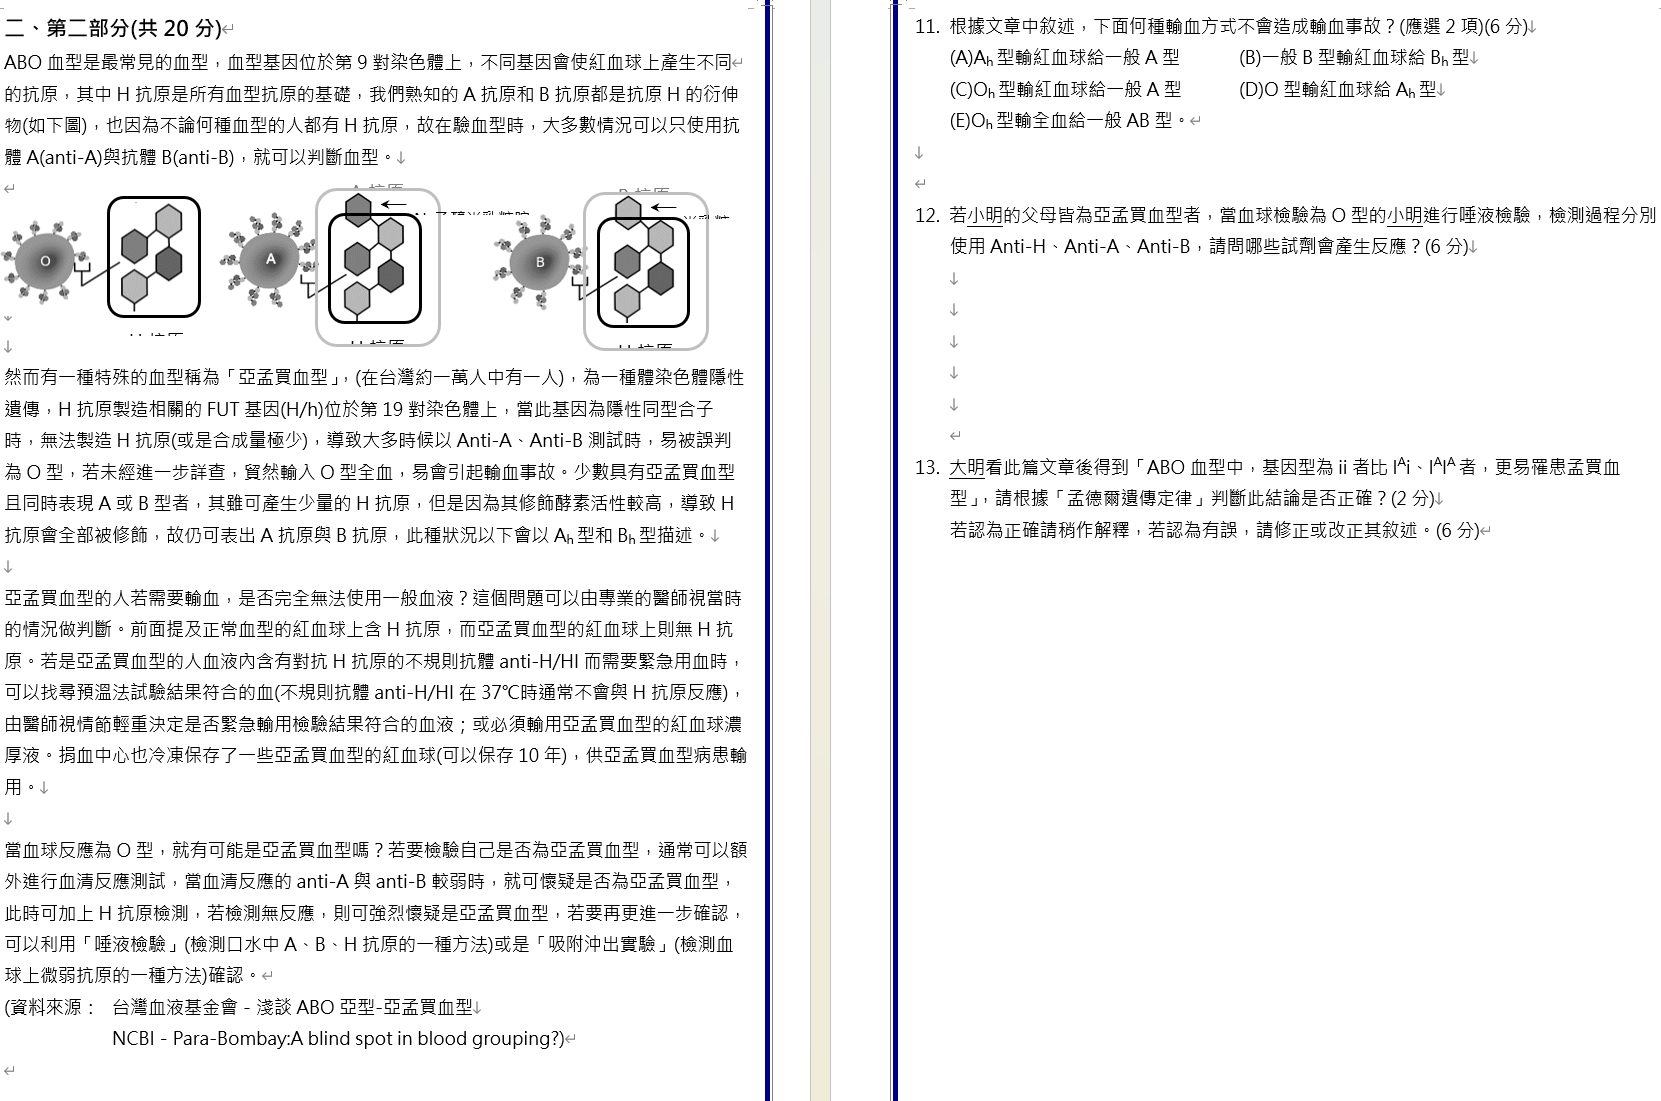 二、第二部分(共 20 分)
ABO 血型是最常見的血型，血型基因位於第 9 對染色體上，不同基因會使紅血球上產生不同
的抗原，其中 H 抗原是所有血型抗原的基礎，我們熟知的 A 抗原和 B 抗原都是抗原 H 的衍伸
物(如下圖)，也因為不論何種血型的人都有 H 抗原，故在驗血型時，大多數情況可以只使用抗
體 A(anti-A)與抗體 B(anti-B)，就可以判斷血型。
O
A
B
然而有一種特殊的血型稱為「亞孟買血型」，(在台灣約一萬人中有一人)，為一種體染色體隱性
遺傳，H 抗原製造相關的 FUT 基因(H/h)位於第 19 對染色體上，當此基因為隱性同型合子
時，無法製造 H 抗原(或是合成量極少)，導致大多時候以 Anti-A、Anti-B 測試時，易被誤判
為 O 型，若未經進一步詳查，貿然輸入 O 型全血，易會引起輸血事故。少數具有亞孟買血型
且同時表現 A 或 B 型者，其雖可產生少量的 H 抗原，但是因為其修飾酵素活性較高，導致 H
抗原會全部被修飾，故仍可表出 A 抗原與 B 抗原，此種狀況以下會以 Ah 型和 Bh 型描述。
亞孟買血型的人若需要輸血，是否完全無法使用一般血液？這個問題可以由專業的醫師視當時
的情況做判斷。前面提及正常血型的紅血球上含 H 抗原，而亞孟買血型的紅血球上則無 H 抗
原。若是亞孟買血型的人血液內含有對抗 H 抗原的不規則抗體 anti-H/HI 而需要緊急用血時，
可以找尋預溫法試驗結果符合的血(不規則抗體 anti-H/HI 在 37℃時通常不會與 H 抗原反應)，
由醫師視情節輕重決定是否緊急輸用檢驗結果符合的血液；或必須輸用亞孟買血型的紅血球濃
厚液。捐血中心也冷凍保存了一些亞孟買血型的紅血球(可以保存 10 年)，供亞孟買血型病患輸
用。
當血球反應為 O 型，就有可能是亞孟買血型嗎？若要檢驗自己是否為亞孟買血型，通常可以額
外進行血清反應測試，當血清反應的 anti-A 與 anti-B 較弱時，就可懷疑是否為亞孟買血型，
此時可加上 H 抗原檢測，若檢測無反應，則可強烈懷疑是亞孟買血型，若要再更進一步確認，
可以利用「唾液檢驗」(檢測口水中 A、B、H 抗原的一種方法)或是「吸附沖出實驗」(檢測血
球上微弱抗原的一種方法)確認。
(資料來源： 台灣血液基金會 - 淺談 ABO 亞型-亞孟買血型
NCBI - Para-Bombay:A blind spot in blood grouping?)
11. 根據文章中敘述，下面何種輸血方式不會造成輸血事故？(應選 2 項)(6 分)
(A)Ah 型輸紅血球給一般 A 型 (B)一般 B 型輸紅血球給 Bh 型
(C)Oh 型輸紅血球給一般 A 型 (D)O 型輸紅血球給 Ah 型
(E)Oh 型輸全血給一般 AB 型。
12. 若小明的父母皆為亞孟買血型者，當血球檢驗為 O 型的小明進行唾液檢驗，檢測過程分別
使用 Anti-H、Anti-A、Anti-B，請問哪些試劑會產生反應？(6 分)
13. 大明看此篇文章後得到「ABO 血型中，基因型為 ii 者比 IAi、IAIA 者，更易罹患孟買血
型」，請根據「孟德爾遺傳定律」判斷此結論是否正確？(2 分)
若認為正確請稍作解釋，若認為有誤，請修正或改正其敘述。(6 分)